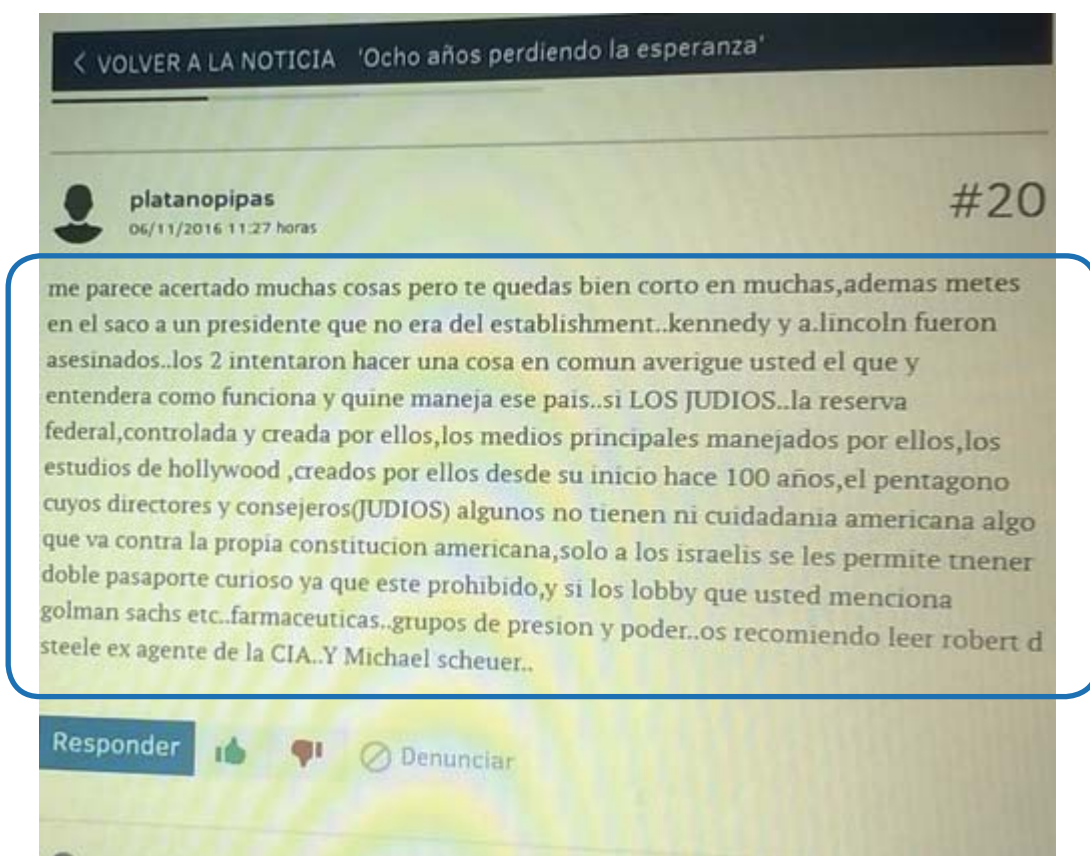 < VOLVER A LA NOTICIA 'Ocho años perdiendo la esperanza'
platanopipas
#20
06/11/2016 11:27 horas
me parece acertado muchas cosas pero te quedas bien corto en muchas,ademas metes
en el saco a un presidente que no era del establishment..kennedy y a.lincoln fueron
asesinados..los 2 intentaron hacer una cosa en comun averigue usted el que y
entendera como funciona y quine maneja ese pais..si LOS JUDIOS..la reserva
federal,controlada y creada por ellos,los medios principales manejados por ellos,los
estudios de hollywood ,creados por ellos desde su inicio hace 100 años,el pentagono
cuyos directores y consejeros(JUDIOS) algunos no tienen ni cuidadania americana algo
que va contra la propia constitucion americana,solo a los israelis se les permite tnener
doble pasaporte curioso ya que este prohibido,y si los lobby que usted menciona
golman sachs etc..farmaceuticas..grupos de presion y poder..os recomiendo leer robert d
steele ex agente de la CIA..Y Michael scheuer..
Responder Denunciar